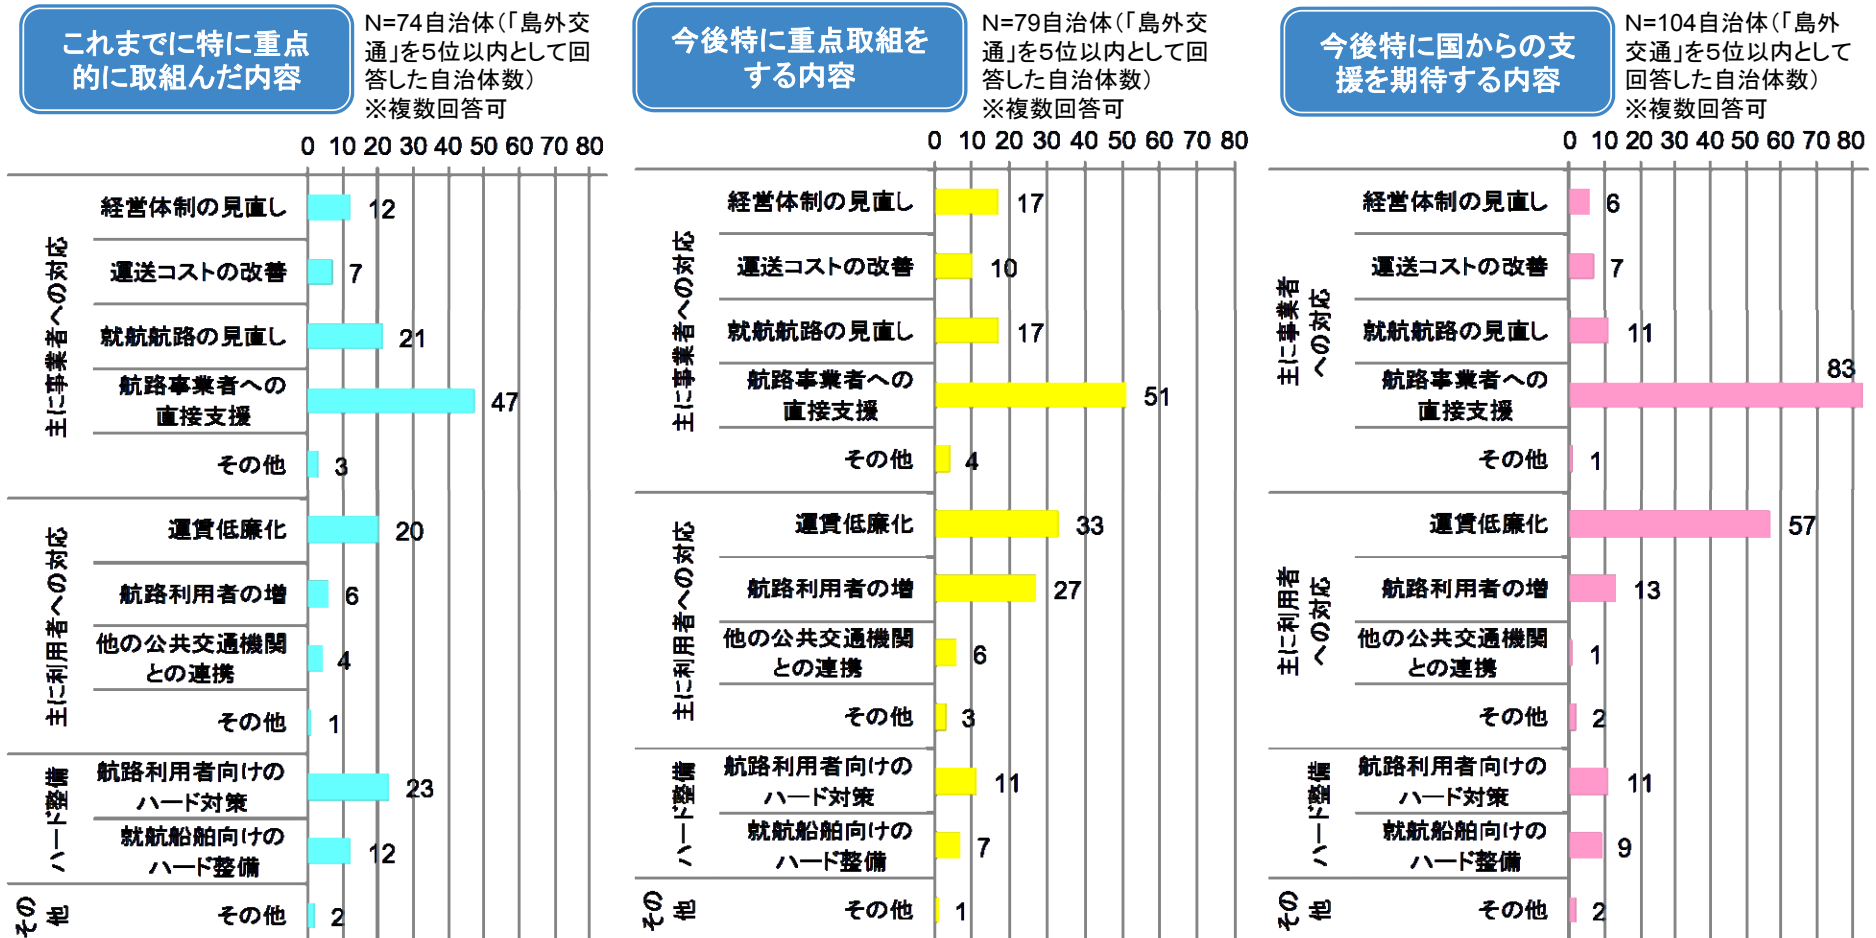 これまでに特に重点
的に取組んだ内容
N=74自治体(「島外交
通」を5位以内として回
答した自治体数)
※複数回答可
0 10 20 30 40 50 60 70 80
主に事業者への対応
経営体制の見直し 12
運送コストの改善 7
就航航路の見直し 21
航路事業者への
直接支援 47
その他 3
主に利用者への対応
運賃低廉化 20
航路利用者の増 6
他の公共交通機関
との連携 4
その他 1
ハード整備
航路利用者向けの
ハード対策 23
就航船舶向けの
ハード整備 12
その
他
その他 2
今後特に重点取組を
する内容
N=79自治体(「島外交
通」を5位以内として回
答した自治体数)
※複数回答可
0 10 20 30 40 50 60 70 80
主に事業者への対応
経営体制の見直し 17
運送コストの改善 10
就航航路の見直し 17
航路事業者への
直接支援 51
その他 4
主に利用者への対応
運賃低廉化 33
航路利用者の増 27
他の公共交通機関
との連携 6
その他 3
ハード整備
航路利用者向けの
ハード対策 11
就航船舶向けの
ハード整備 7
その
他
その他 1
今後特に国からの支
援を期待する内容
N=104自治体(「島外
交通」を5位以内として
回答した自治体数)
※複数回答可
0 10 20 30 40 50 60 70 80
主に事業者
への対応
経営体制の見直し 6
運送コストの改善 7
就航航路の見直し 11
航路事業者への 83
直接支援
その他 1
主に利用者
への対応
運賃低廉化 57
航路利用者の増 13
他の公共交通機関
との連携 1
その他 2
ハード整備
航路利用者向けの
ハード対策 11
就航船舶向けの
ハード整備 9
その
他
その他 2